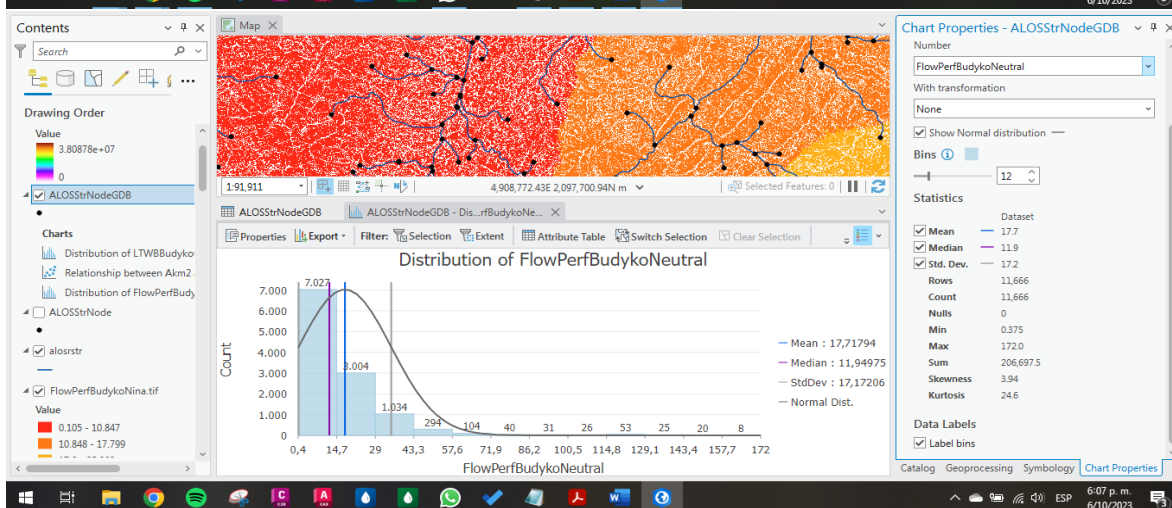 6/10/2023
Contents
Search
Drawing Order
Value
3.80878e+07
0
ALOSStrNodeGDB
Charts
Distribution of LTWBBudyko
Relationship between Akm2
Distribution of FlowPerfBudy
ALOSStrNode
alosrstr
FlowPerfBudykoNina.tif
Value
0.105 - 10.847
10.848 - 17.799
Map
1:91,911
4,908,772.43E 2,097,700.94N m
Selected Features: 0
ALOSStrNodeGDB
ALOSStrNodeGDB - Dis...rfBudykoNe...
Properties Export Filter: Selection Extent Attribute Table Switch Selection Clear Selection
Distribution of FlowPerfBudykoNeutral
Count
7.000
6.000
5.000
4.000
3.000
2.000
1.000
0
7.027 3.004 1.034 294 104 40 31 26 53 25 20 8
0,4 14,7 29 43,3 57,6 71,9 86,2 100,5 114,8 129,1 143,4 157,7 172
FlowPerfBudykoNeutral
Mean : 17,71794
Median : 11,94975
StdDev : 17,17206
Normal Dist.
Chart Properties - ALOSStrNodeGDB
Number
FlowPerfBudykoNeutral
With transformation
None
Show Normal distribution
Bins
12
Statistics
Dataset
Mean 17.7
Median 11.9
Std. Dev. 17.2
Rows 11,666
Count 11,666
Nulls 0
Min 0.375
Max 172.0
Sum 206,697.5
Skewness 3.94
Kurtosis 24.6
Data Labels
Label bins
Catalog Geoprocessing Symbology Chart Properties
ESP
6:07 p. m.
6/10/2023
3